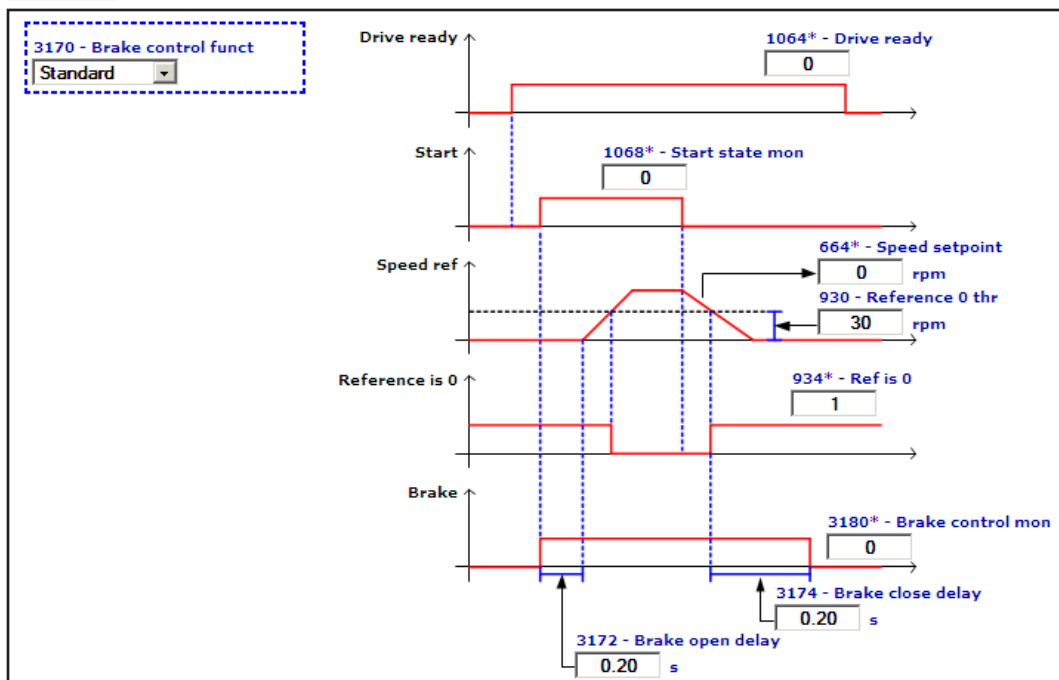 3170 - Brake control funct
Standard
Drive ready
1064* - Drive ready
0
Start
1068* - Start state mon
0
Speed ref
664* - Speed setpoint
0 rpm
930 - Reference 0 thr
30 rpm
Reference is 0
934* - Ref is 0
1
Brake
3180* - Brake control mon
0
3174 - Brake close delay
0.20 s
3172 - Brake open delay
0.20 s